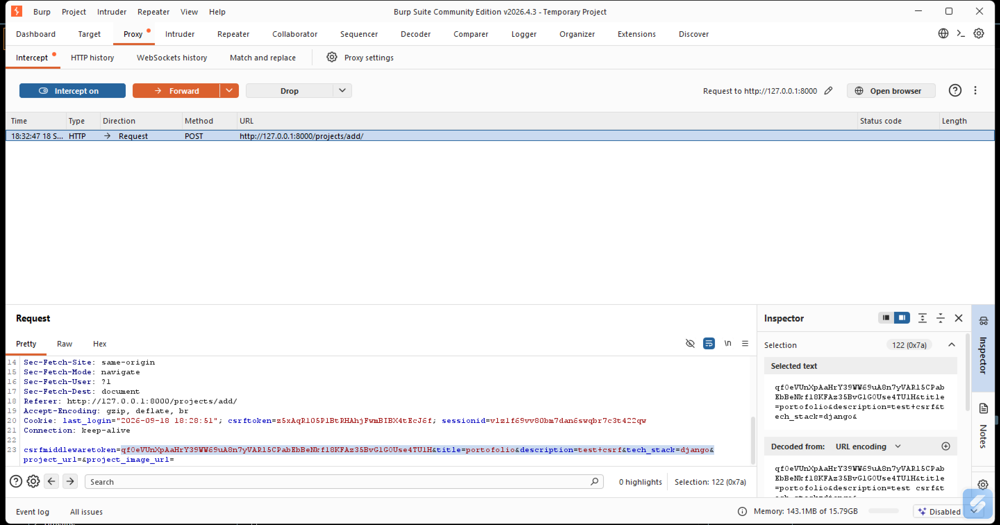 Burp Project Intruder Repeater View Help Burp Suite Community Edition v2026.4.3 - Temporary Project
Dashboard Target Proxy Intruder Repeater Collaborator Sequencer Decoder Comparer Logger Organizer Extensions Discover
Intercept HTTP history WebSockets history Match and replace Proxy settings
Intercept on Forward Drop Request to http://127.0.0.1:8000 Open browser
Time Type Direction Method URL Status code Length
18:32:47 18 S... HTTP → Request POST http://127.0.0.1:8000/projects/add/
Request
Pretty Raw Hex \n
14 Sec-Fetch-Site: same-origin
15 Sec-Fetch-Mode: navigate
16 Sec-Fetch-User: ?1
17 Sec-Fetch-Dest: document
18 Referer: http://127.0.0.1:8000/projects/add/
19 Accept-Encoding: gzip, deflate, br
20 Cookie: last_login="2026-09-18 18:28:51"; csrftoken=z5xAqR1O5P1BtRHAhjFwmBIBX4tEcJ6f; sessionid=vlz1f69vv80bm7dan6swqbr7c3t422qw
21 Connection: keep-alive
22
23 csrfmiddlewaretoken=qf0eVUnXpAaHrY39WW69uA8n7yVAR15CPabEbBeNkf18KFAz35BvG1G0Use4TU1H&title=portofolio&description=test+csrf&tech_stack=django&
project_url=&project_image_url=
Search 0 highlights Selection: 122 (0x7a)
Inspector
Selection 122 (0x7a)
Selected text
qf0eVUnXpAaHrY39WW69uA8n7yVAR15CPab
EbBeNkf18KFAz35BvG1G0Use4TU1H&title
=portofolio&description=test+csrf&t
ech_stack=django&
Decoded from: URL encoding
qf0eVUnXpAaHrY39WW69uA8n7yVAR15CPab
EbBeNkf18KFAz35BvG1G0Use4TU1H&title
=portofolio&description=test csrf&t
Inspector
Notes
Event log All issues Memory: 143.1MB of 15.79GB Disabled